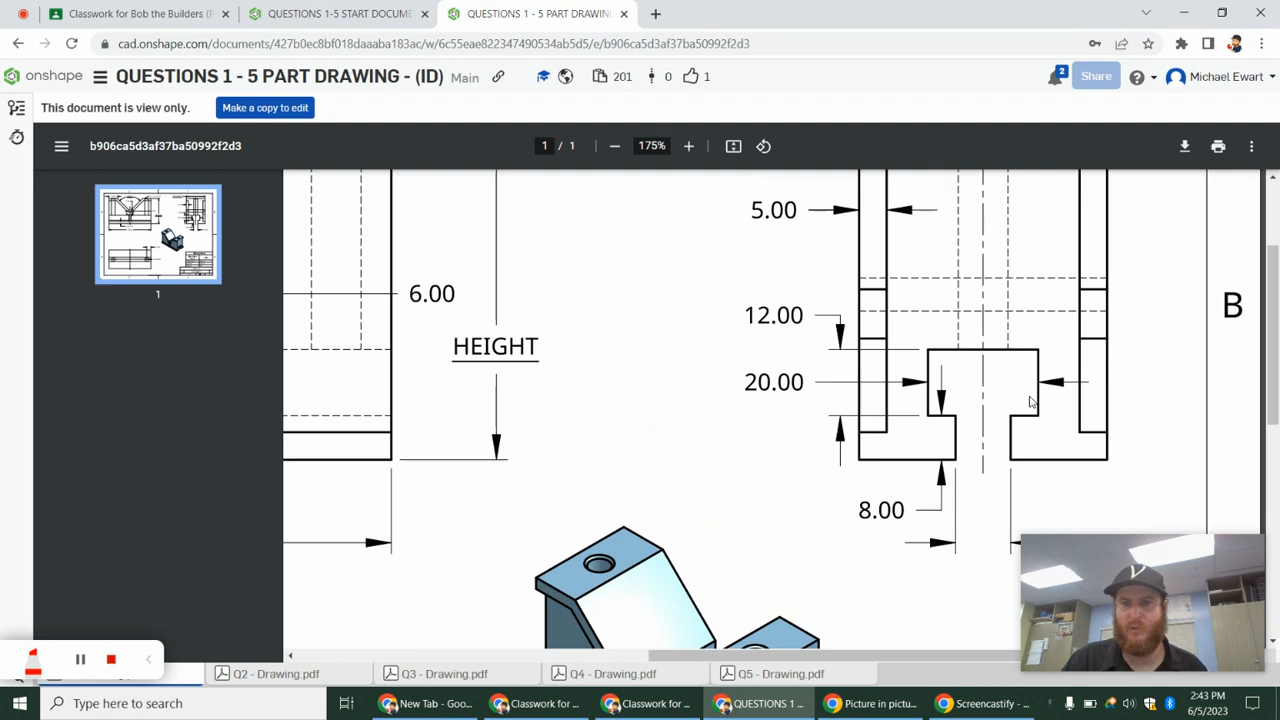 Classwork for Bob the Builders (P
QUESTIONS 1-5 START DOCUME
QUESTIONS 1 - 5 PART DRAWING
cad.onshape.com/documents/427b0ec8bf018daaaba183ac/w/6c55eae822347490c34ab5d5/e/b906ca5d3af37ba50992f2d3
onshape
QUESTIONS 1 - 5 PART DRAWING - (ID)
Main
201
0
1
2
Share
Michael Ewart
This document is view only.
Make a copy to edit
b906ca5d3af37ba50992f2d3
1 / 1
175%
5.00
6.00
12.00
B
HEIGHT
20.00
8.00
1
Q2 - Drawing.pdf
Q3 - Drawing.pdf
Q4 - Drawing.pdf
Q5 - Drawing.pdf
Type here to search
New Tab - Goo...
Classwork for ...
Classwork for ...
QUESTIONS 1 ...
Picture in pictu...
Screencastify - ...
2:43 PM
6/5/2023